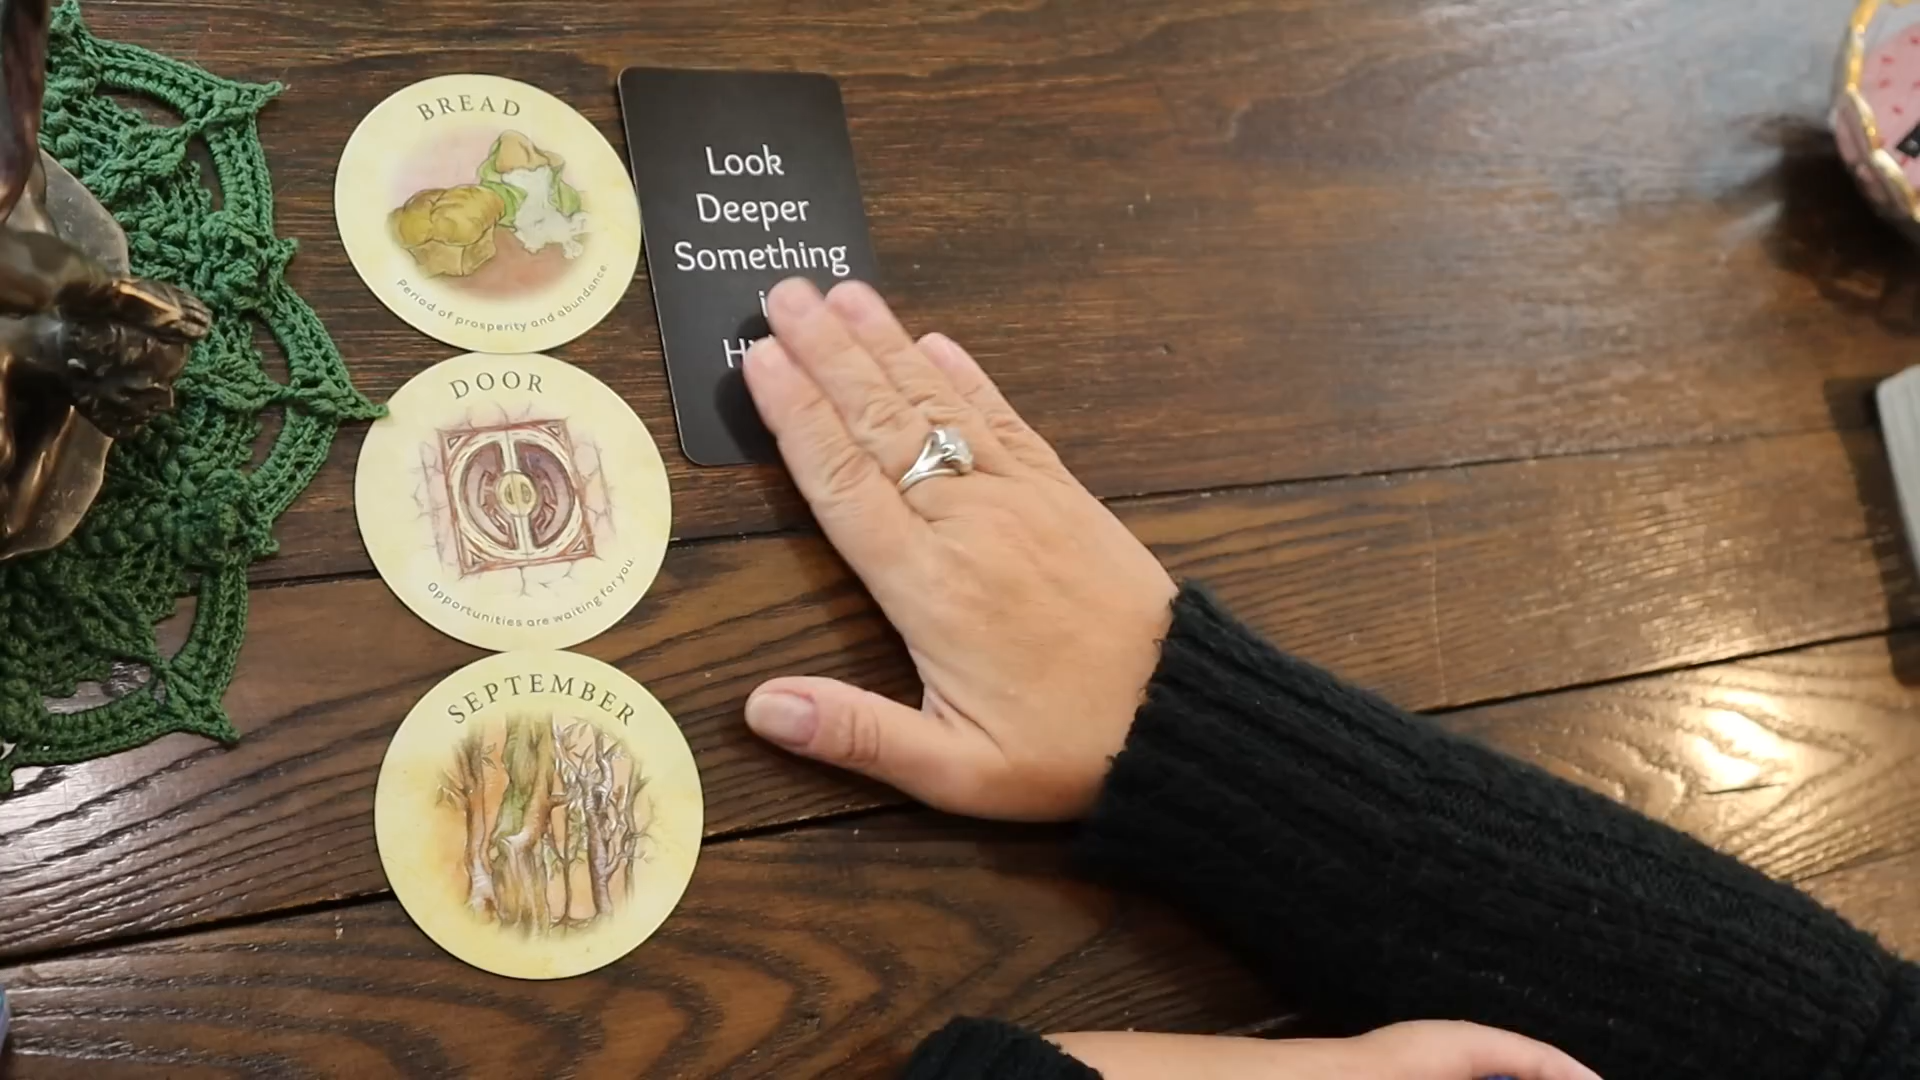 BREAD
Period of prosperity and abundance.
DOOR
Opportunities are waiting for you.
SEPTEMBER
Look
Deeper
Something